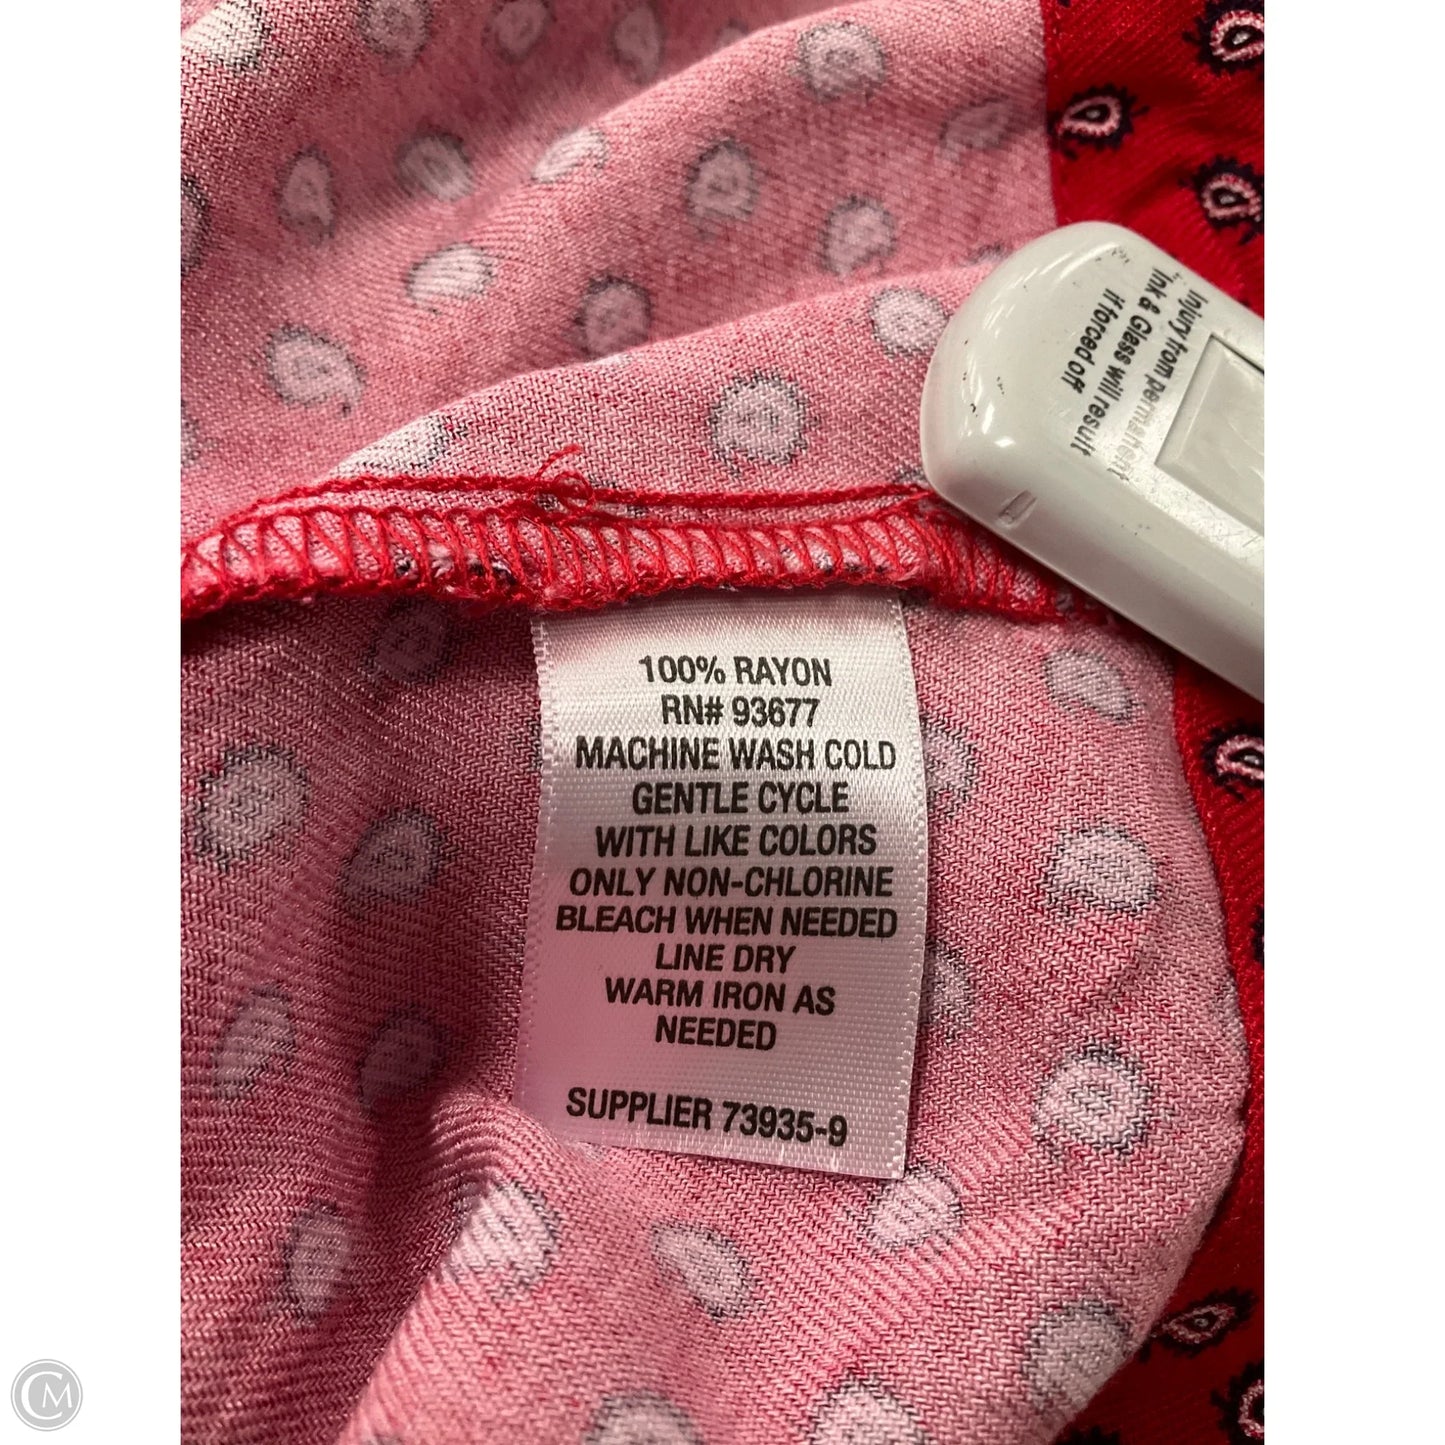 Injury from permanent
Ink & Glass will result
if forced off
100% RAYON
RN# 93677
MACHINE WASH COLD
GENTLE CYCLE
WITH LIKE COLORS
ONLY NON-CHLORINE
BLEACH WHEN NEEDED
LINE DRY
WARM IRON AS
NEEDED
SUPPLIER 73935-9
CM